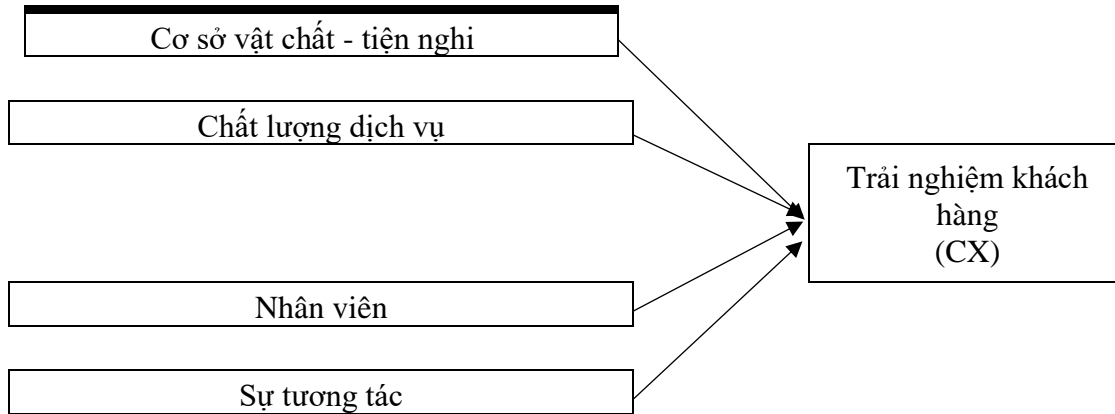 Cơ sở vật chất - tiện nghi
Chất lượng dịch vụ
Trải nghiệm khách
hàng
(CX)
Nhân viên
Sự tương tác